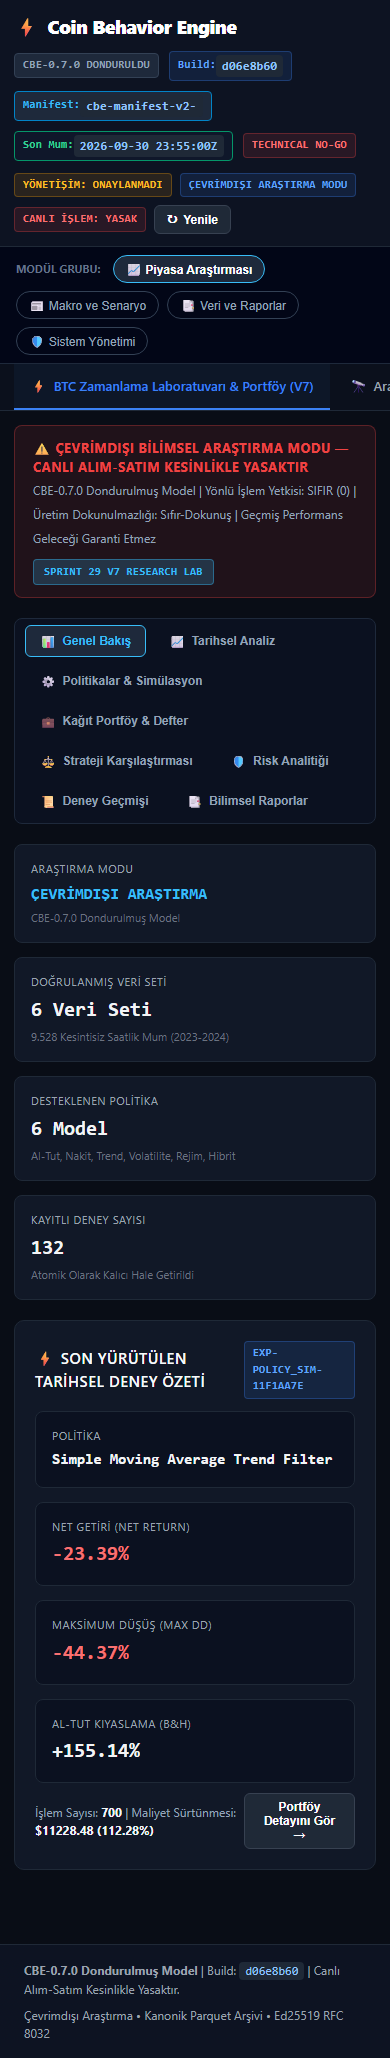 Coin Behavior Engine
CBE-0.7.0 DONDURULDU
Build: d06e8b60
Manifest: cbe-manifest-v2-
Son Mum: 2026-09-30 23:55:00Z
TECHNICAL NO-GO
YÖNETİŞİM: ONAYLANMADI
ÇEVRİMDIŞI ARAŞTIRMA MODU
CANLI İŞLEM: YASAK
↻ Yenile
MODÜL GRUBU:
Piyasa Araştırması
Makro ve Senaryo
Veri ve Raporlar
Sistem Yönetimi
BTC Zamanlama Laboratuvarı & Portföy (V7)
Ara
ÇEVRİMDIŞI BİLİMSEL ARAŞTIRMA MODU —
CANLI ALIM-SATIM KESİNLİKLE YASAKTIR
CBE-0.7.0 Dondurulmuş Model | Yönlü İşlem Yetkisi: SIFIR (0) |
Üretim Dokunulmazlığı: Sıfır-Dokunuş | Geçmiş Performans
Geleceği Garanti Etmez
SPRINT 29 V7 RESEARCH LAB
Genel Bakış
Tarihsel Analiz
Politikalar & Simülasyon
Kağıt Portföy & Defter
Strateji Karşılaştırması
Risk Analitiği
Deney Geçmişi
Bilimsel Raporlar
ARAŞTIRMA MODU
ÇEVRİMDIŞI ARAŞTIRMA
CBE-0.7.0 Dondurulmuş Model
DOĞRULANMIŞ VERİ SETİ
6 Veri Seti
9.528 Kesintisiz Saatlik Mum (2023-2024)
DESTEKLENEN POLİTİKA
6 Model
Al-Tut, Nakit, Trend, Volatilite, Rejim, Hibrit
KAYITLI DENEY SAYISI
132
Atomik Olarak Kalıcı Hale Getirildi
SON YÜRÜTÜLEN
TARİHSEL DENEY ÖZETİ
EXP-
POLICY_SIM-
11F1AA7E
POLİTİKA
Simple Moving Average Trend Filter
NET GETİRİ (NET RETURN)
-23.39%
MAKSİMUM DÜŞÜŞ (MAX DD)
-44.37%
AL-TUT KIYASLAMA (B&H)
+155.14%
İşlem Sayısı: 700 | Maliyet Sürtünmesi:
$11228.48 (112.28%)
Portföy
Detayını Gör
→
CBE-0.7.0 Dondurulmuş Model | Build: d06e8b60 | Canlı
Alım-Satım Kesinlikle Yasaktır.
Çevrimdışı Araştırma • Kanonik Parquet Arşivi • Ed25519 RFC
8032